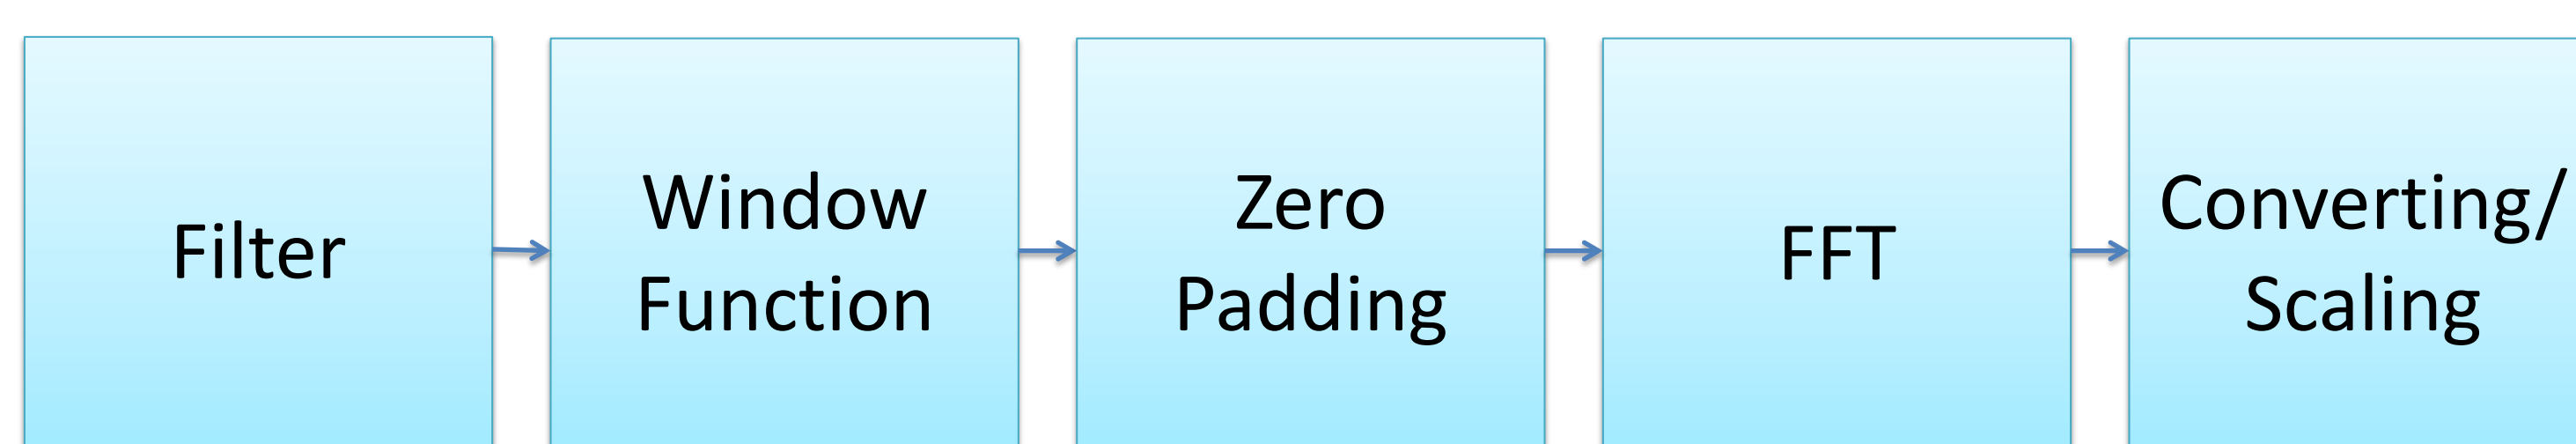 Filter
Window
Function
Zero
Padding
FFT
Converting/
Scaling